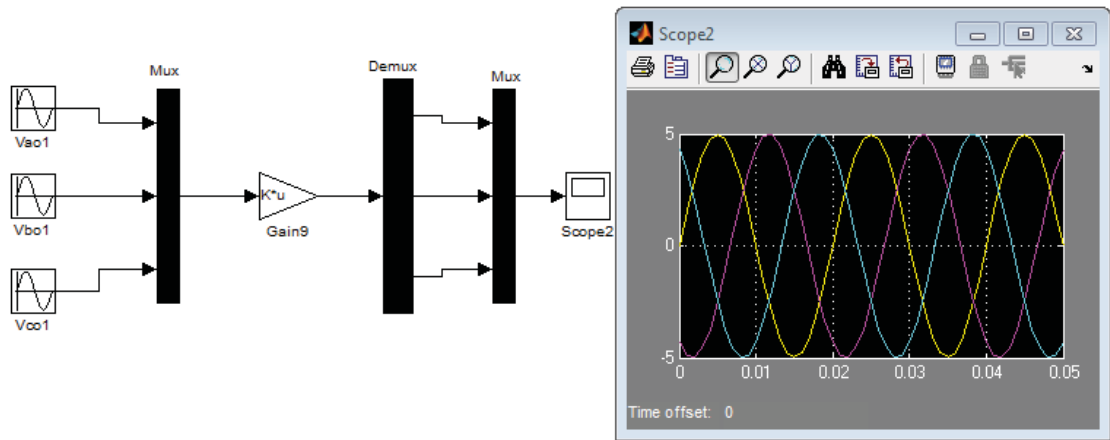 Mux
Demux
Mux
Vao1
Vbo1
Vco1
K*u
Gain9
Scope2
Scope2
5
0
-5
0
0.01
0.02
0.03
0.04
0.05
Time offset: 0